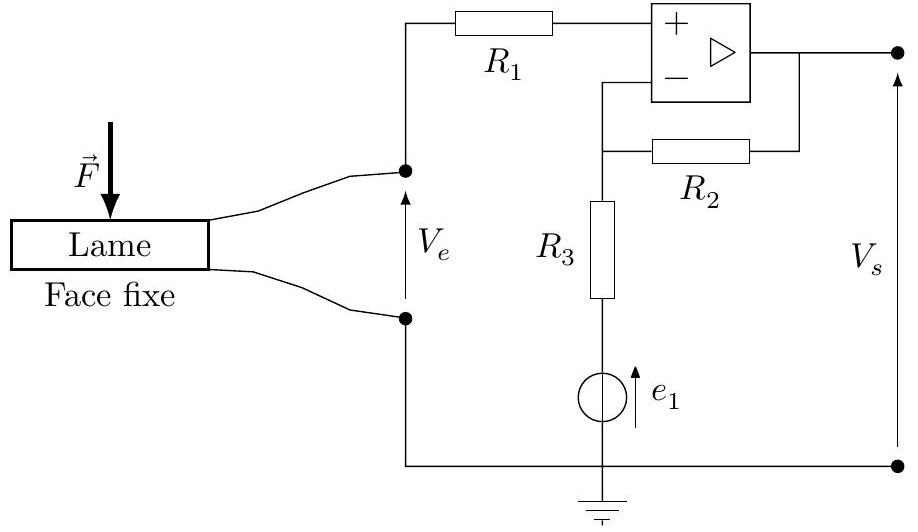 +
R₁
−
F⃗
R₂
Lame
Vₑ
R₃
Vₛ
Face fixe
e₁